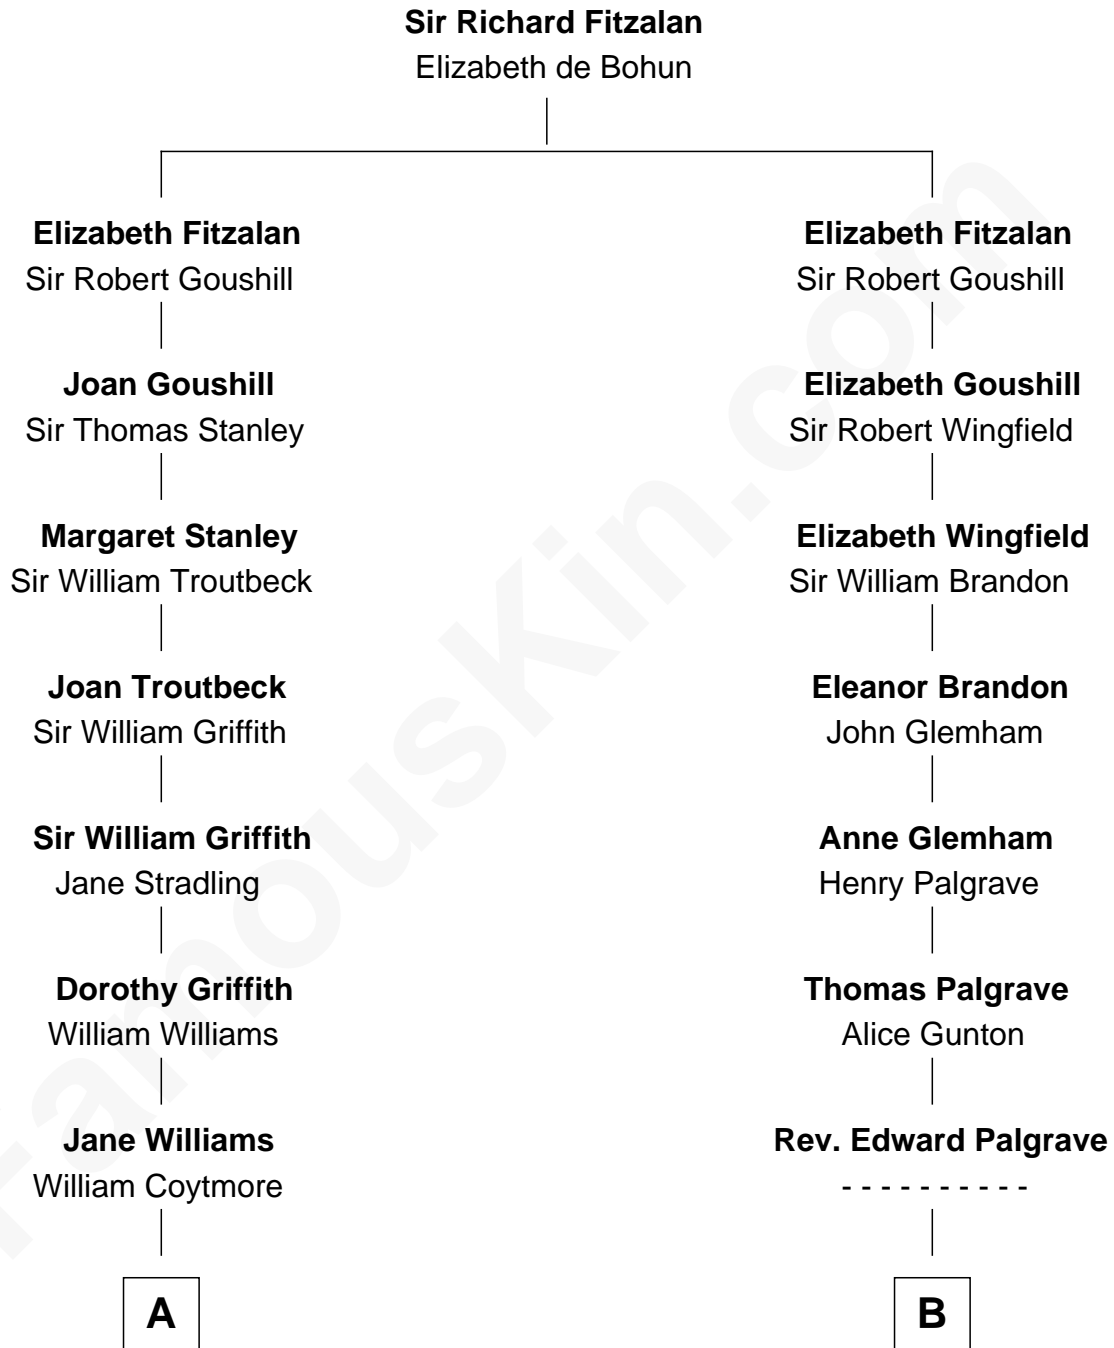 Sir Richard Fitzalan
Elizabeth de Bohun
Elizabeth Fitzalan
Sir Robert Goushill
Elizabeth Fitzalan
Sir Robert Goushill
Joan Goushill
Sir Thomas Stanley
Elizabeth Goushill
Sir Robert Wingfield
Margaret Stanley
Sir William Troutbeck
Elizabeth Wingfield
Sir William Brandon
Joan Troutbeck
Sir William Griffith
Eleanor Brandon
John Glemham
Sir William Griffith
Jane Stradling
Anne Glemham
Henry Palgrave
Dorothy Griffith
William Williams
Thomas Palgrave
Alice Gunton
Jane Williams
William Coytmore
Rev. Edward Palgrave
- - - - - - - - - -
A
B
FamousKin.com